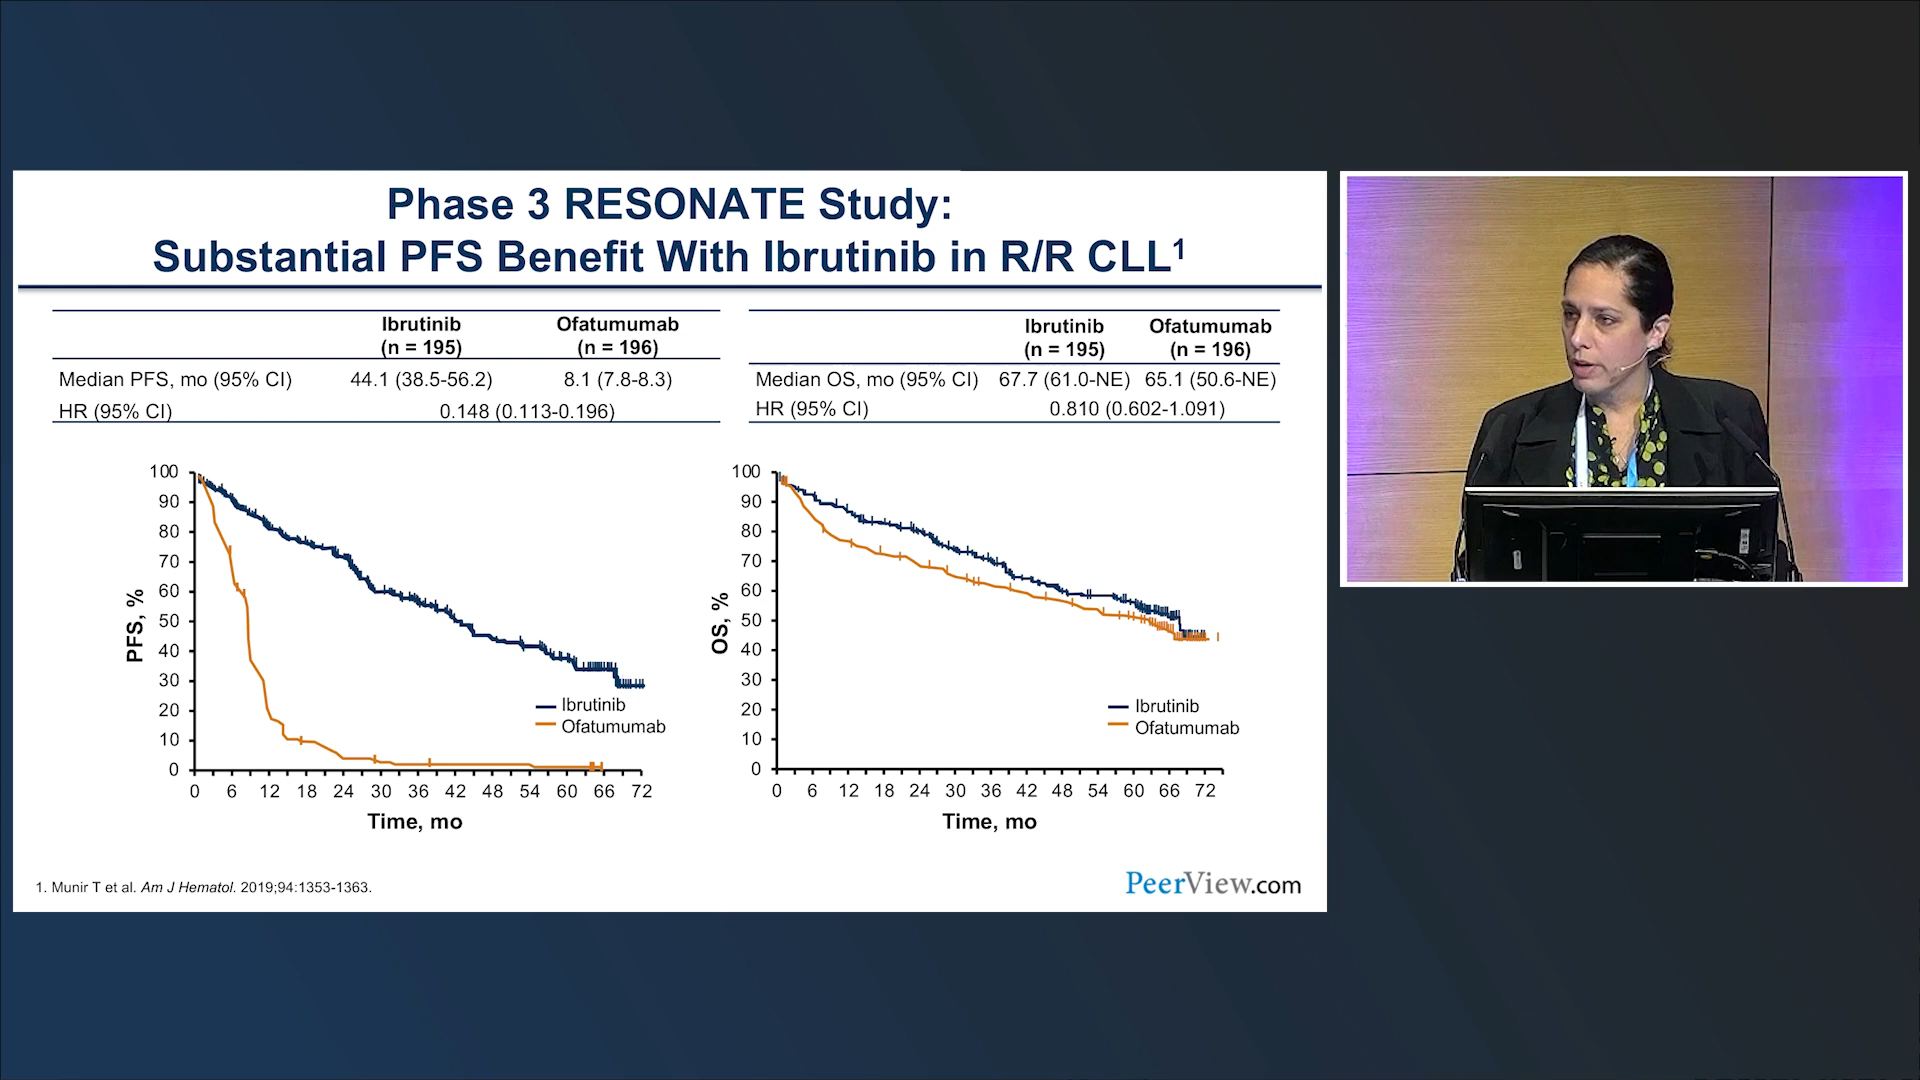 Phase 3 RESONATE Study:
Substantial PFS Benefit With Ibrutinib in R/R CLL1
Ibrutinib (n = 195) Ofatumumab (n = 196)
Median PFS, mo (95% CI) 44.1 (38.5-56.2) 8.1 (7.8-8.3)
HR (95% CI) 0.148 (0.113-0.196)
Ibrutinib (n = 195) Ofatumumab (n = 196)
Median OS, mo (95% CI) 67.7 (61.0-NE) 65.1 (50.6-NE)
HR (95% CI) 0.810 (0.602-1.091)
PFS, %
100
90
80
70
60
50
40
30
20
10
0
Ibrutinib
Ofatumumab
0 6 12 18 24 30 36 42 48 54 60 66 72
Time, mo
OS, %
100
90
80
70
60
50
40
30
20
10
0
Ibrutinib
Ofatumumab
0 6 12 18 24 30 36 42 48 54 60 66 72
Time, mo
1. Munir T et al. Am J Hematol. 2019;94:1353-1363.
PeerView.com